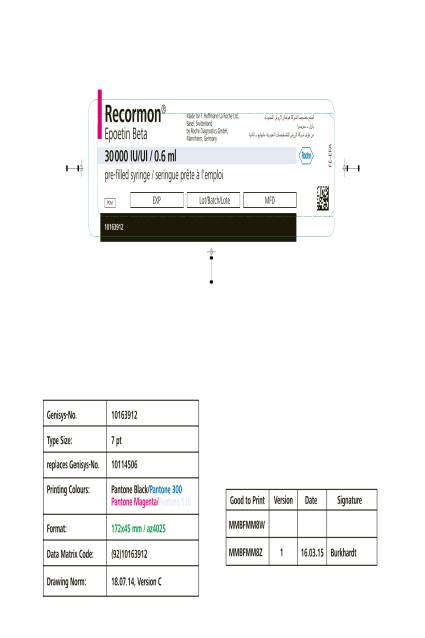 Recormon®
Epoetin Beta
Made for F. Hoffmann-La Roche Ltd,
Basel, Switzerland
by Roche Diagnostics GmbH,
Mannheim, Germany
30 000 IU/UI / 0.6 ml
Roche
pre-filled syringe / seringue prête à l'emploi
FE-EPA
POM
EXP
Lot/Batch/Lote
MFD
10163912
Genisys-No. 10163912
Type Size: 7 pt
replaces Genisys-No. 10114506
Printing Colours: Pantone Black/Pantone 300
Pantone Magenta/Pantone
Format: 172x45 mm / az4025
Data Matrix Code: (92)10163912
Drawing Norm: 18.07.14, Version C
Good to Print Version Date Signature
MMBFMM8W
MMBFMM8Z 1 16.03.15 Burkhardt